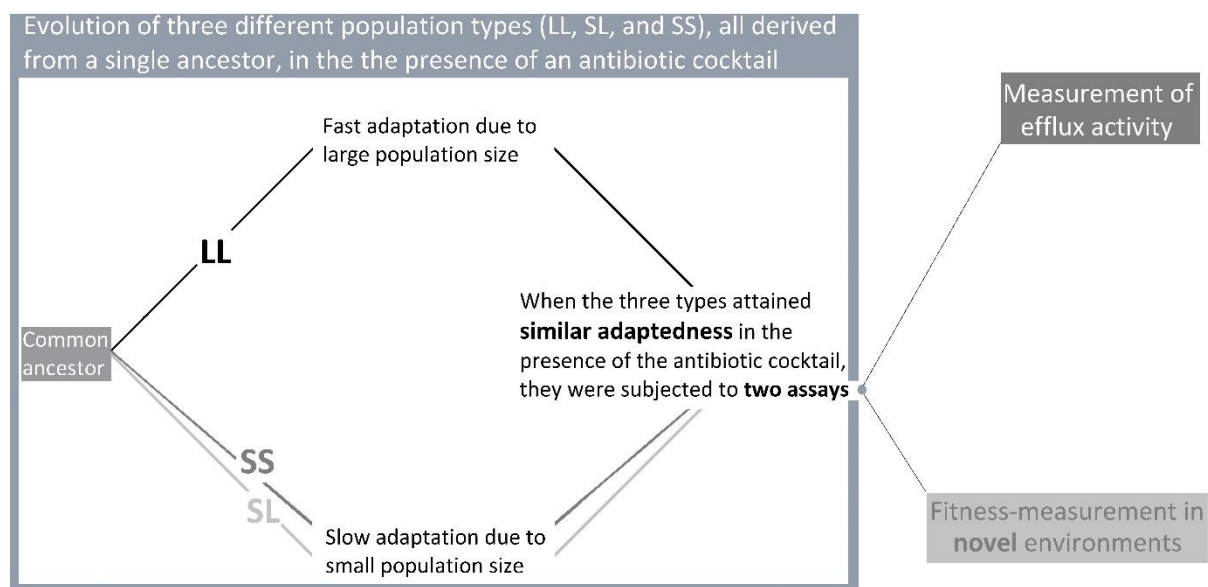 Evolution of three different population types (LL, SL, and SS), all derived
from a single ancestor, in the the presence of an antibiotic cocktail
Measurement of
efflux activity
Fast adaptation due to
large population size
LL
When the three types attained
similar adaptedness in the
presence of the antibiotic cocktail,
they were subjected to two assays
Common
ancestor
SS
SL
Slow adaptation due to
small population size
Fitness-measurement in
novel environments